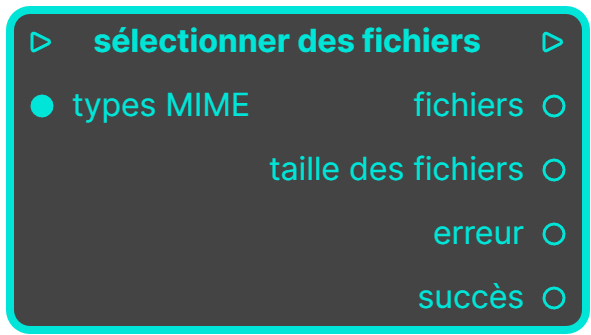 sélectionner des fichiers
types MIME fichiers
taille des fichiers
erreur
succès